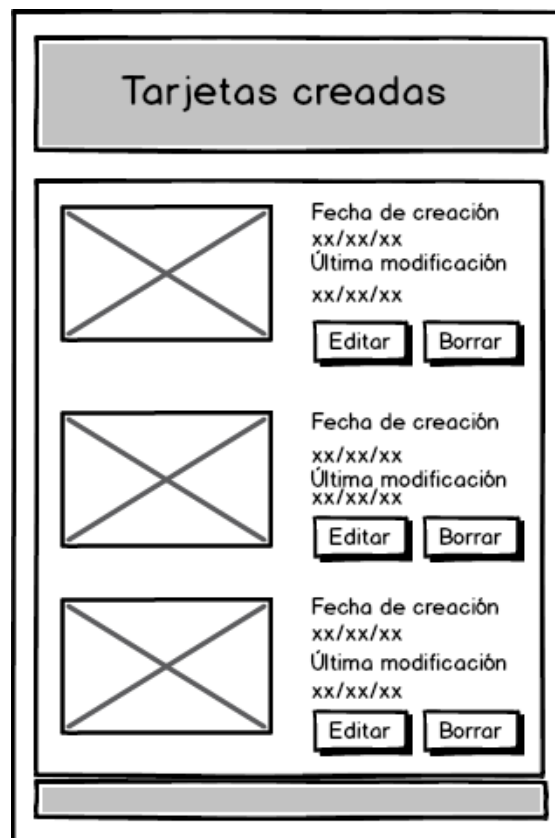 Tarjetas creadas
Fecha de creación
xx/xx/xx
Última modificación
xx/xx/xx
Editar Borrar
Fecha de creación
xx/xx/xx
Última modificación
xx/xx/xx
Editar Borrar
Fecha de creación
xx/xx/xx
Última modificación
xx/xx/xx
Editar Borrar